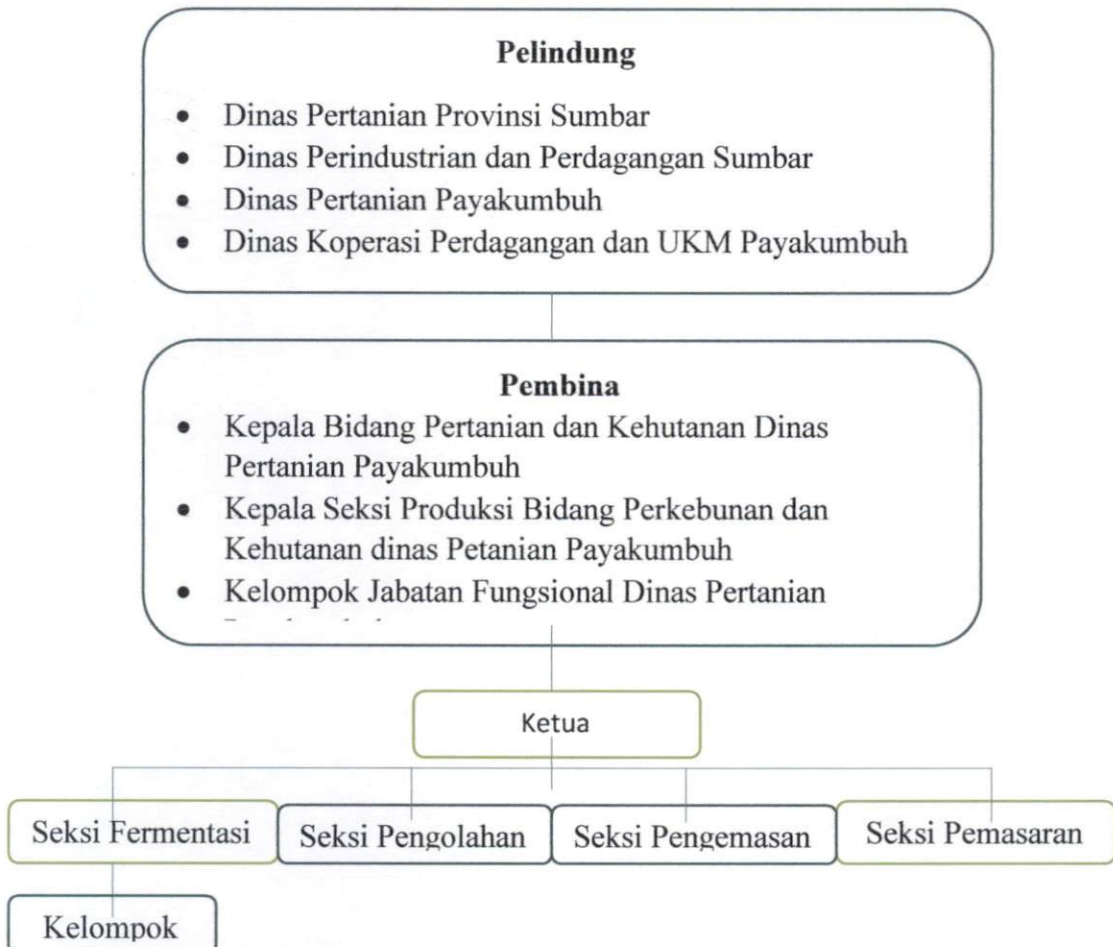 Pelindung
• Dinas Pertanian Provinsi Sumbar
• Dinas Perindustrian dan Perdagangan Sumbar
• Dinas Pertanian Payakumbuh
• Dinas Koperasi Perdagangan dan UKM Payakumbuh
Pembina
• Kepala Bidang Pertanian dan Kehutanan Dinas
Pertanian Payakumbuh
• Kepala Seksi Produksi Bidang Perkebunan dan
Kehutanan dinas Petanian Payakumbuh
• Kelompok Jabatan Fungsional Dinas Pertanian
Ketua
Seksi Fermentasi
Seksi Pengolahan
Seksi Pengemasan
Seksi Pemasaran
Kelompok